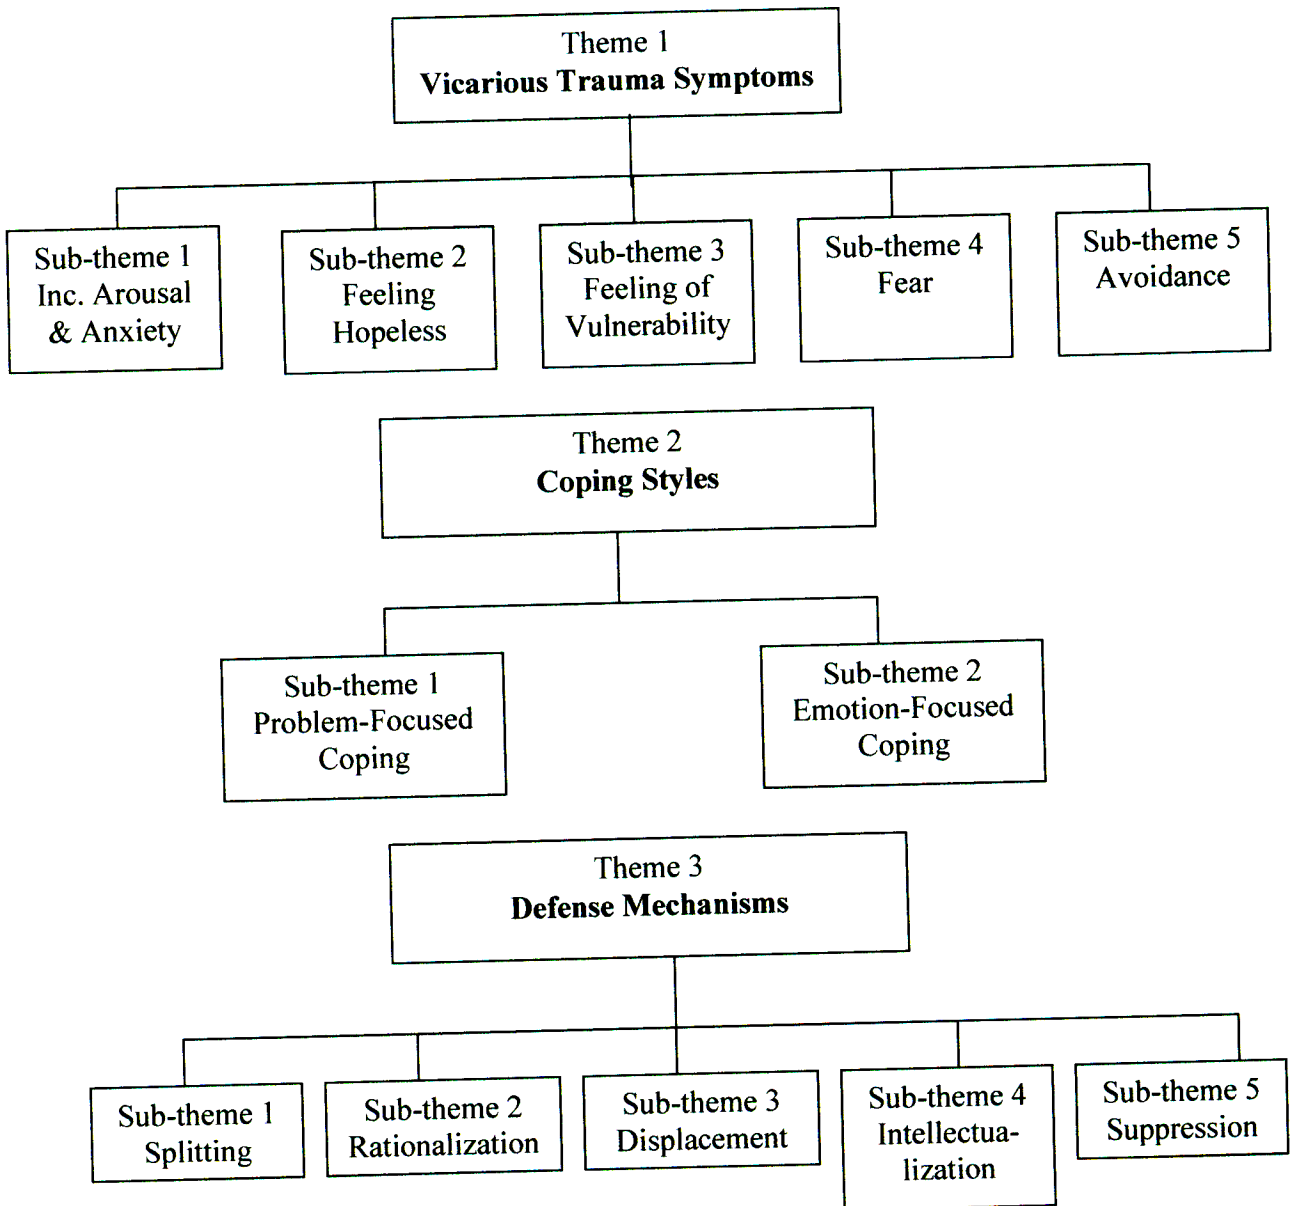 Theme 1
Vicarious Trauma Symptoms
Sub-theme 1
Inc. Arousal
& Anxiety
Sub-theme 2
Feeling
Hopeless
Sub-theme 3
Feeling of
Vulnerability
Sub-theme 4
Fear
Sub-theme 5
Avoidance
Theme 2
Coping Styles
Sub-theme 1
Problem-Focused
Coping
Sub-theme 2
Emotion-Focused
Coping
Theme 3
Defense Mechanisms
Sub-theme 1
Splitting
Sub-theme 2
Rationalization
Sub-theme 3
Displacement
Sub-theme 4
Intellectua-
lization
Sub-theme 5
Suppression